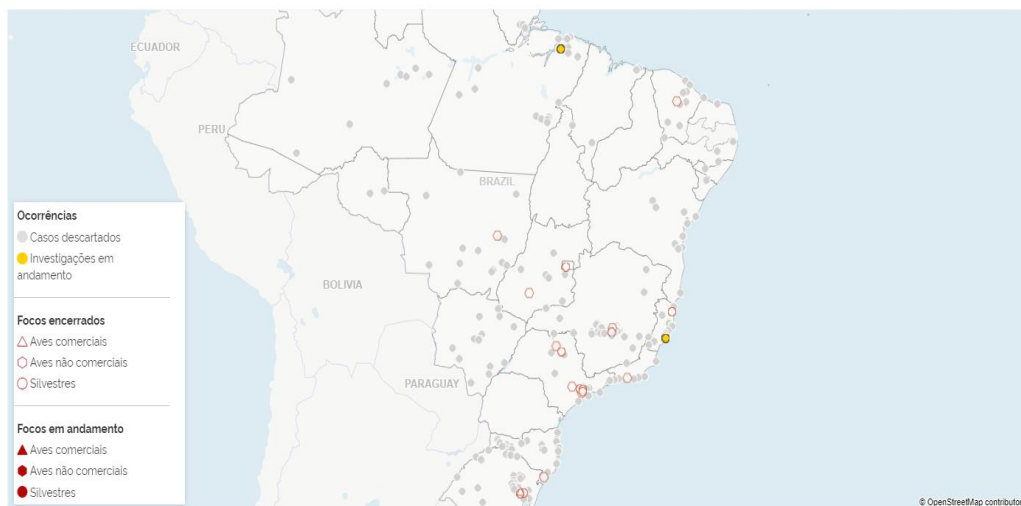 ECUADOR
PERU
BRAZIL
BOLIVIA
PARAGUAY
Ocorrências
Casos descartados
Investigações em
andamento
Focos encerrados
Aves comerciais
Aves não comerciais
Silvestres
Focos em andamento
Aves comerciais
Aves não comerciais
Silvestres
© OpenStreetMap contributor